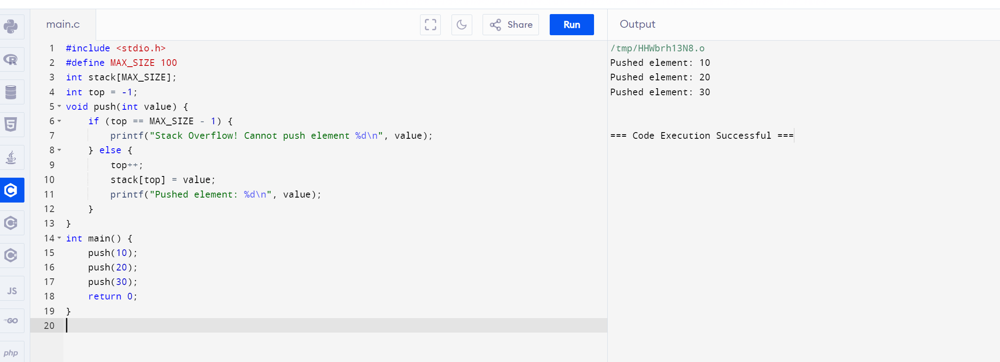 main.c
Share
Run
Output
1 #include <stdio.h>
2 #define MAX_SIZE 100
3 int stack[MAX_SIZE];
4 int top = -1;
5 void push(int value) {
6     if (top == MAX_SIZE - 1) {
7         printf("Stack Overflow! Cannot push element %d\n", value);
8     } else {
9         top++;
10         stack[top] = value;
11         printf("Pushed element: %d\n", value);
12     }
13 }
14 int main() {
15     push(10);
16     push(20);
17     push(30);
18     return 0;
19 }
20
/tmp/HHWbrh13N8.o
Pushed element: 10
Pushed element: 20
Pushed element: 30
=== Code Execution Successful ===
R
5
C
C++
C#
JS
GO
php